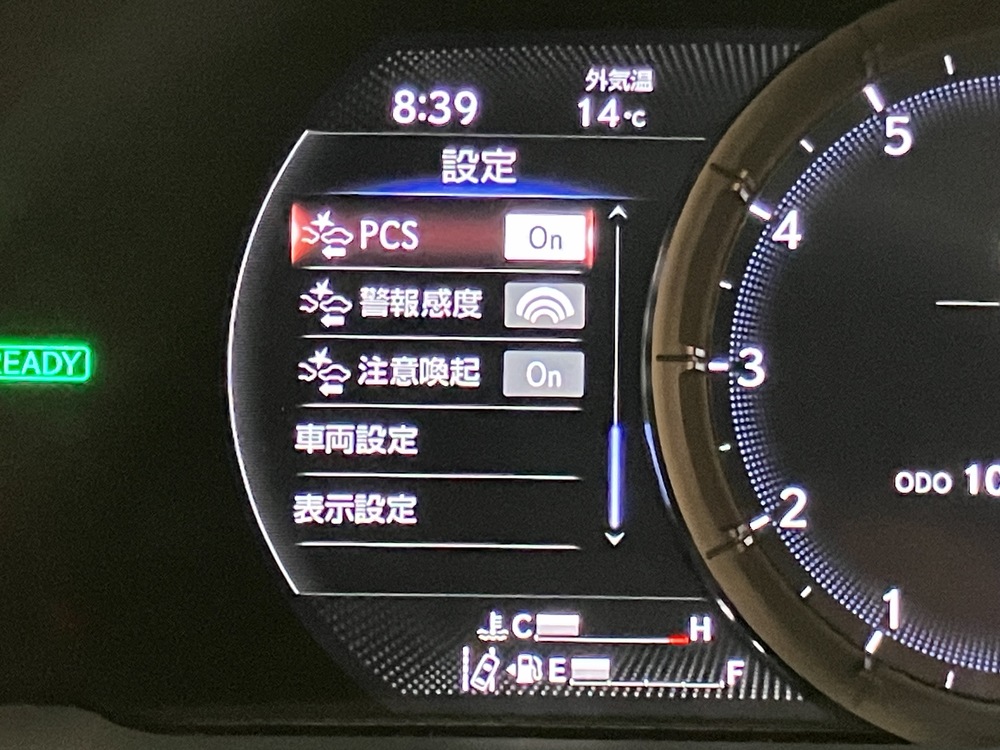 8:39
外気温
14℃
設定
PCS On
警報感度
注意喚起 On
車両設定
表示設定
READY
C H
E F
5
4
3
2
1
ODO 10